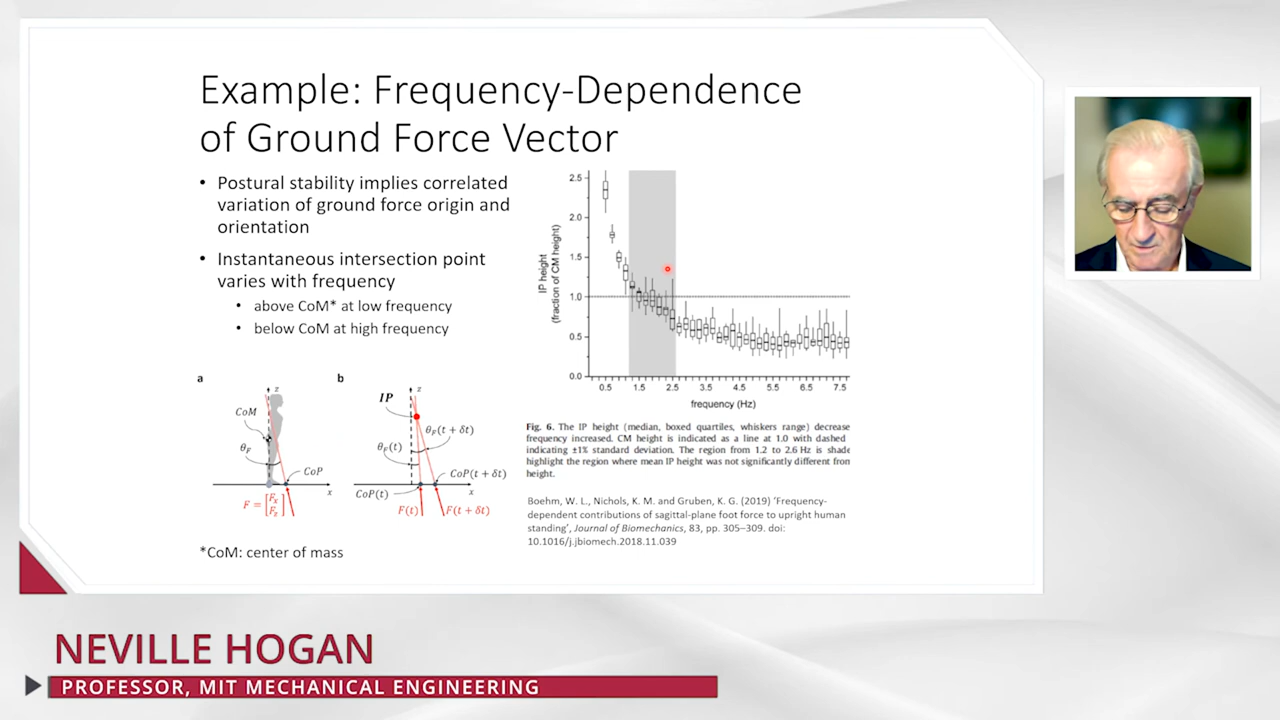 Example: Frequency-Dependence
of Ground Force Vector
• Postural stability implies correlated
variation of ground force origin and
orientation
• Instantaneous intersection point
varies with frequency
• above CoM* at low frequency
• below CoM at high frequency
a
z
CoM
θF
CoP
x
F = [Fx Fz]
b
z
IP
θF(t + δt)
θF(t)
CoP(t + δt)
x
CoP(t)
F(t)
F(t + δt)
*CoM: center of mass
IP height
(fraction of CM height)
2.5
2.0
1.5
1.0
0.5
0.0
0.5 1.5 2.5 3.5 4.5 5.5 6.5 7.5
frequency (Hz)
Fig. 6. The IP height (median, boxed quartiles, whiskers range) decrease
frequency increased. CM height is indicated as a line at 1.0 with dashed
indicating ±1% standard deviation. The region from 1.2 to 2.6 Hz is shade
highlight the region where mean IP height was not significantly different fron
height.
Boehm, W. L., Nichols, K. M. and Gruben, K. G. (2019) ‘Frequency-
dependent contributions of sagittal-plane foot force to upright human
standing’, Journal of Biomechanics, 83, pp. 305–309. doi:
10.1016/j.jbiomech.2018.11.039
NEVILLE HOGAN
PROFESSOR, MIT MECHANICAL ENGINEERING